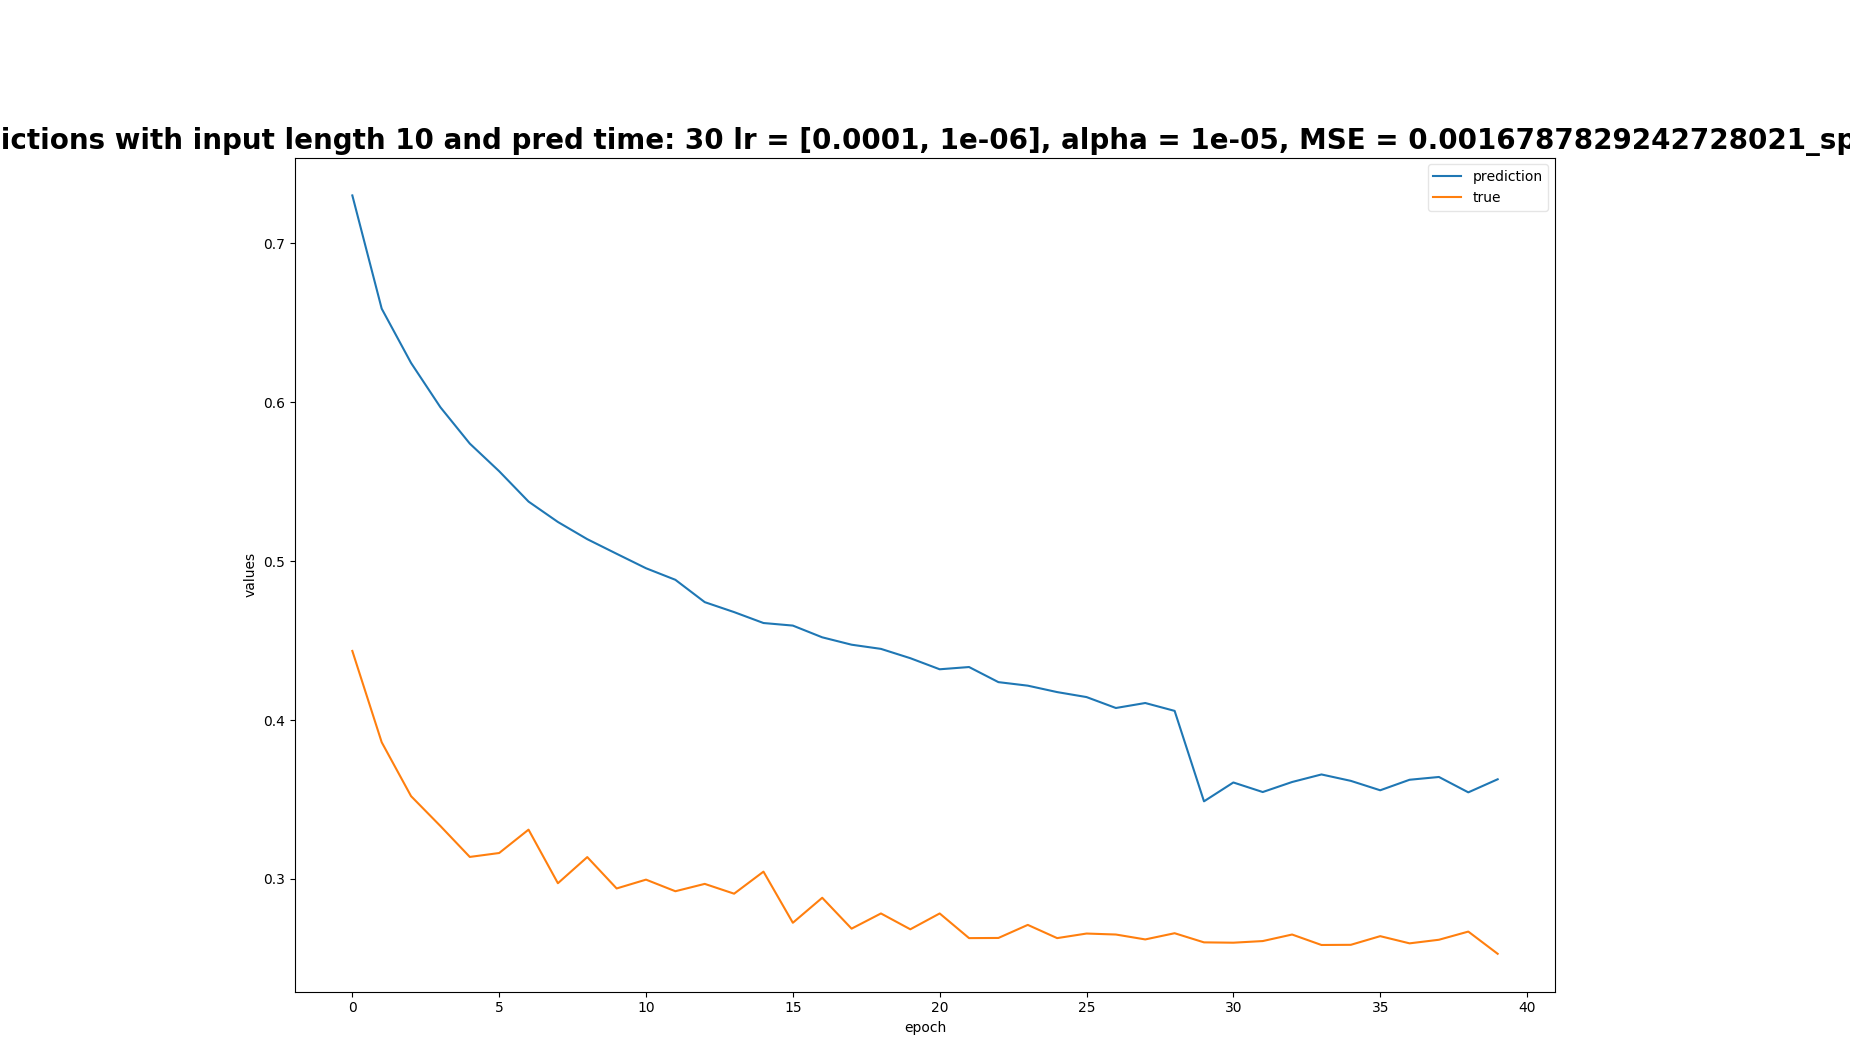 ictions with input length 10 and pred time: 30 lr = [0.0001, 1e-06], alpha = 1e-05, MSE = 0.0016787829242728021_sp
prediction
true
0.7
0.6
0.5
0.4
0.3
values
0 5 10 15 20 25 30 35 40
epoch